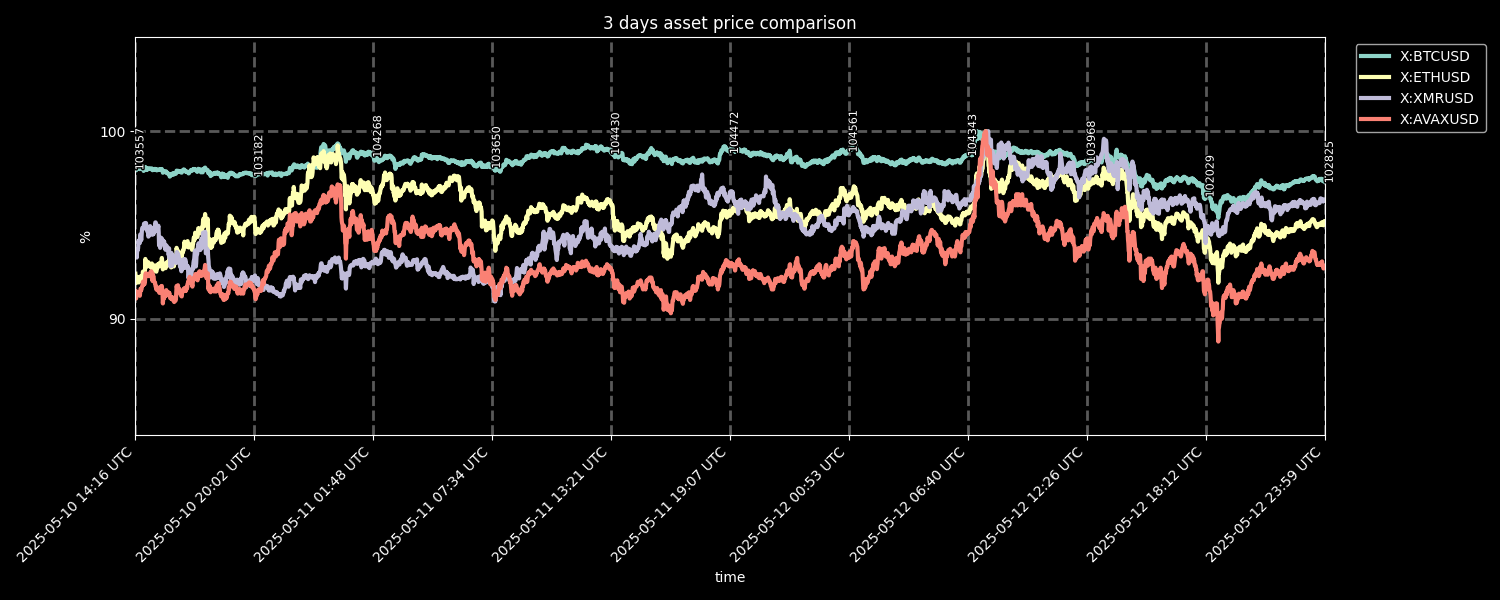 3 days asset price comparison
X:BTCUSD
X:ETHUSD
X:XMRUSD
X:AVAXUSD
100
90
%
103557
103182
104268
103650
104430
104472
104561
104343
103968
102029
102825
2025-05-10 14:16 UTC
2025-05-10 20:02 UTC
2025-05-11 01:48 UTC
2025-05-11 07:34 UTC
2025-05-11 13:21 UTC
2025-05-11 19:07 UTC
2025-05-12 00:53 UTC
2025-05-12 06:40 UTC
2025-05-12 12:26 UTC
2025-05-12 18:12 UTC
2025-05-12 23:59 UTC
time